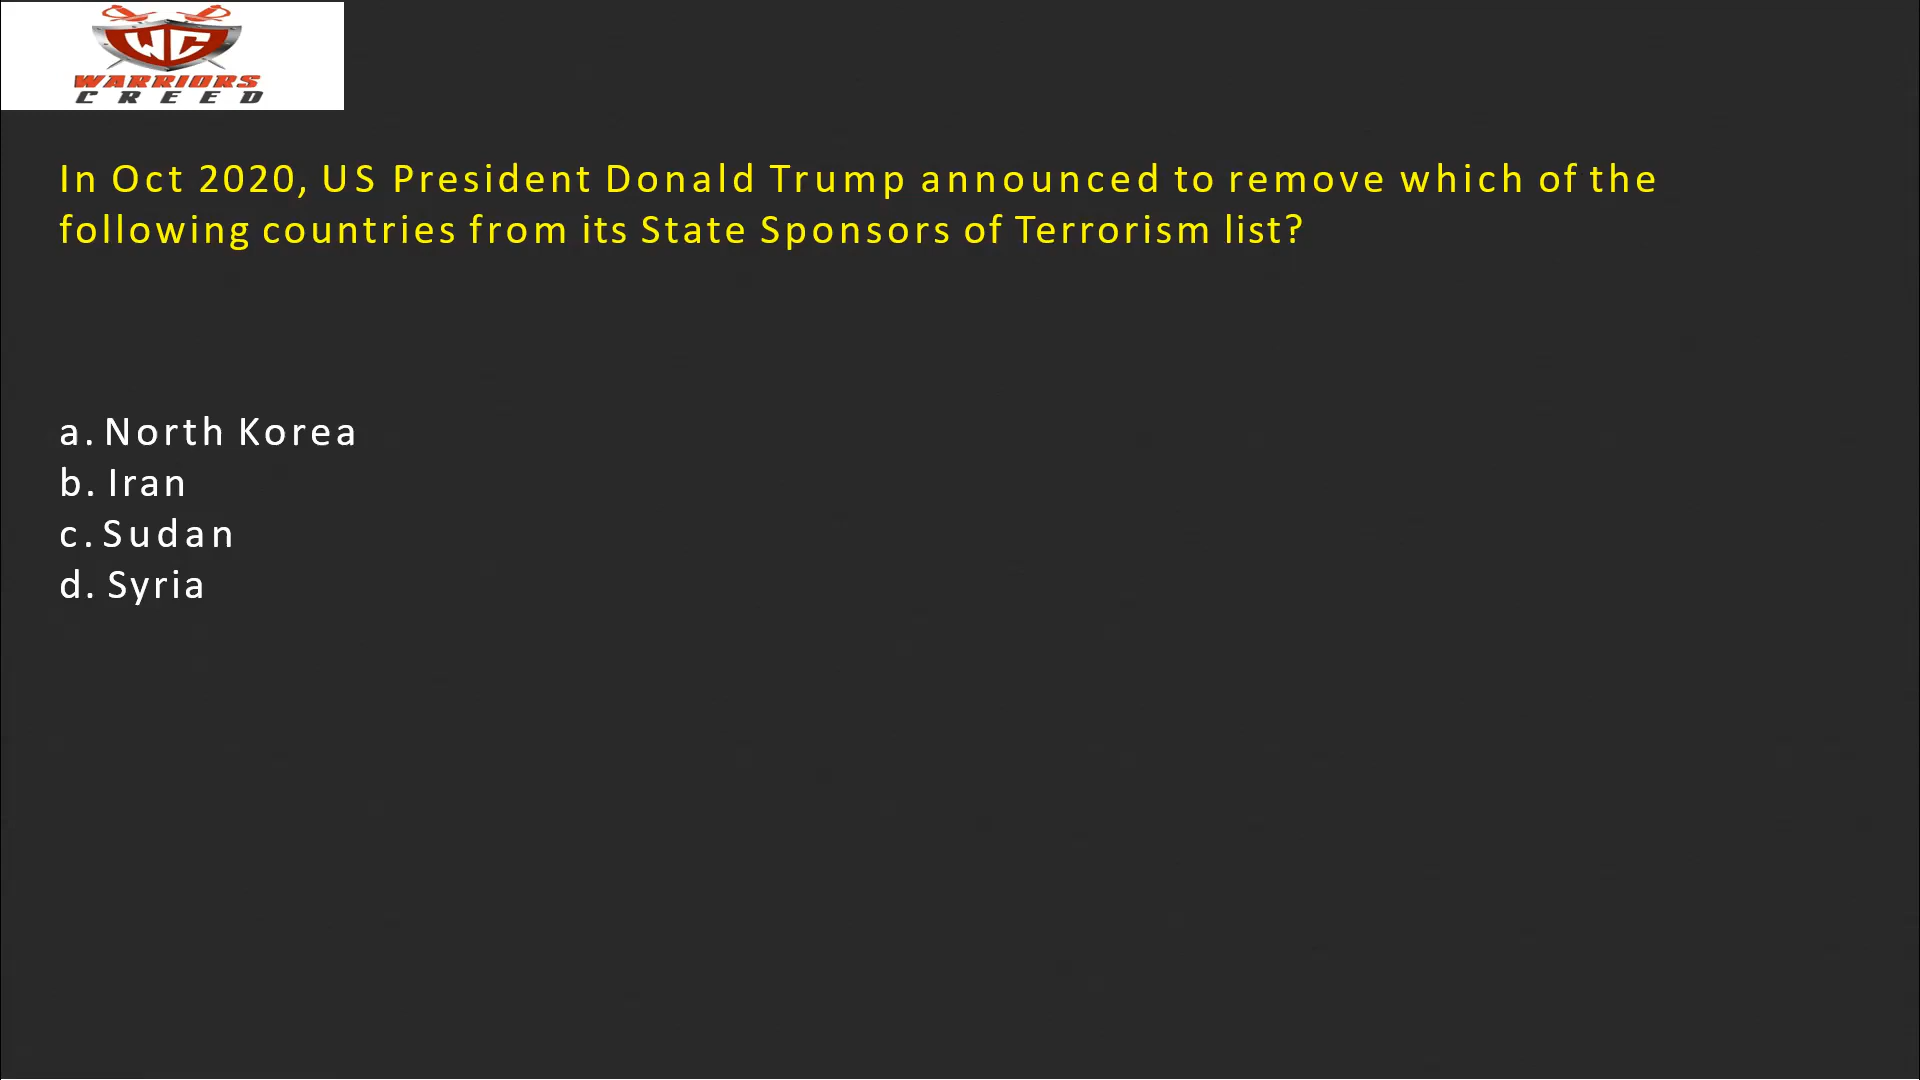 WC
WARRIORS
CREED
In Oct 2020, US President Donald Trump announced to remove which of the
following countries from its State Sponsors of Terrorism list?
a. North Korea
b. Iran
c. Sudan
d. Syria